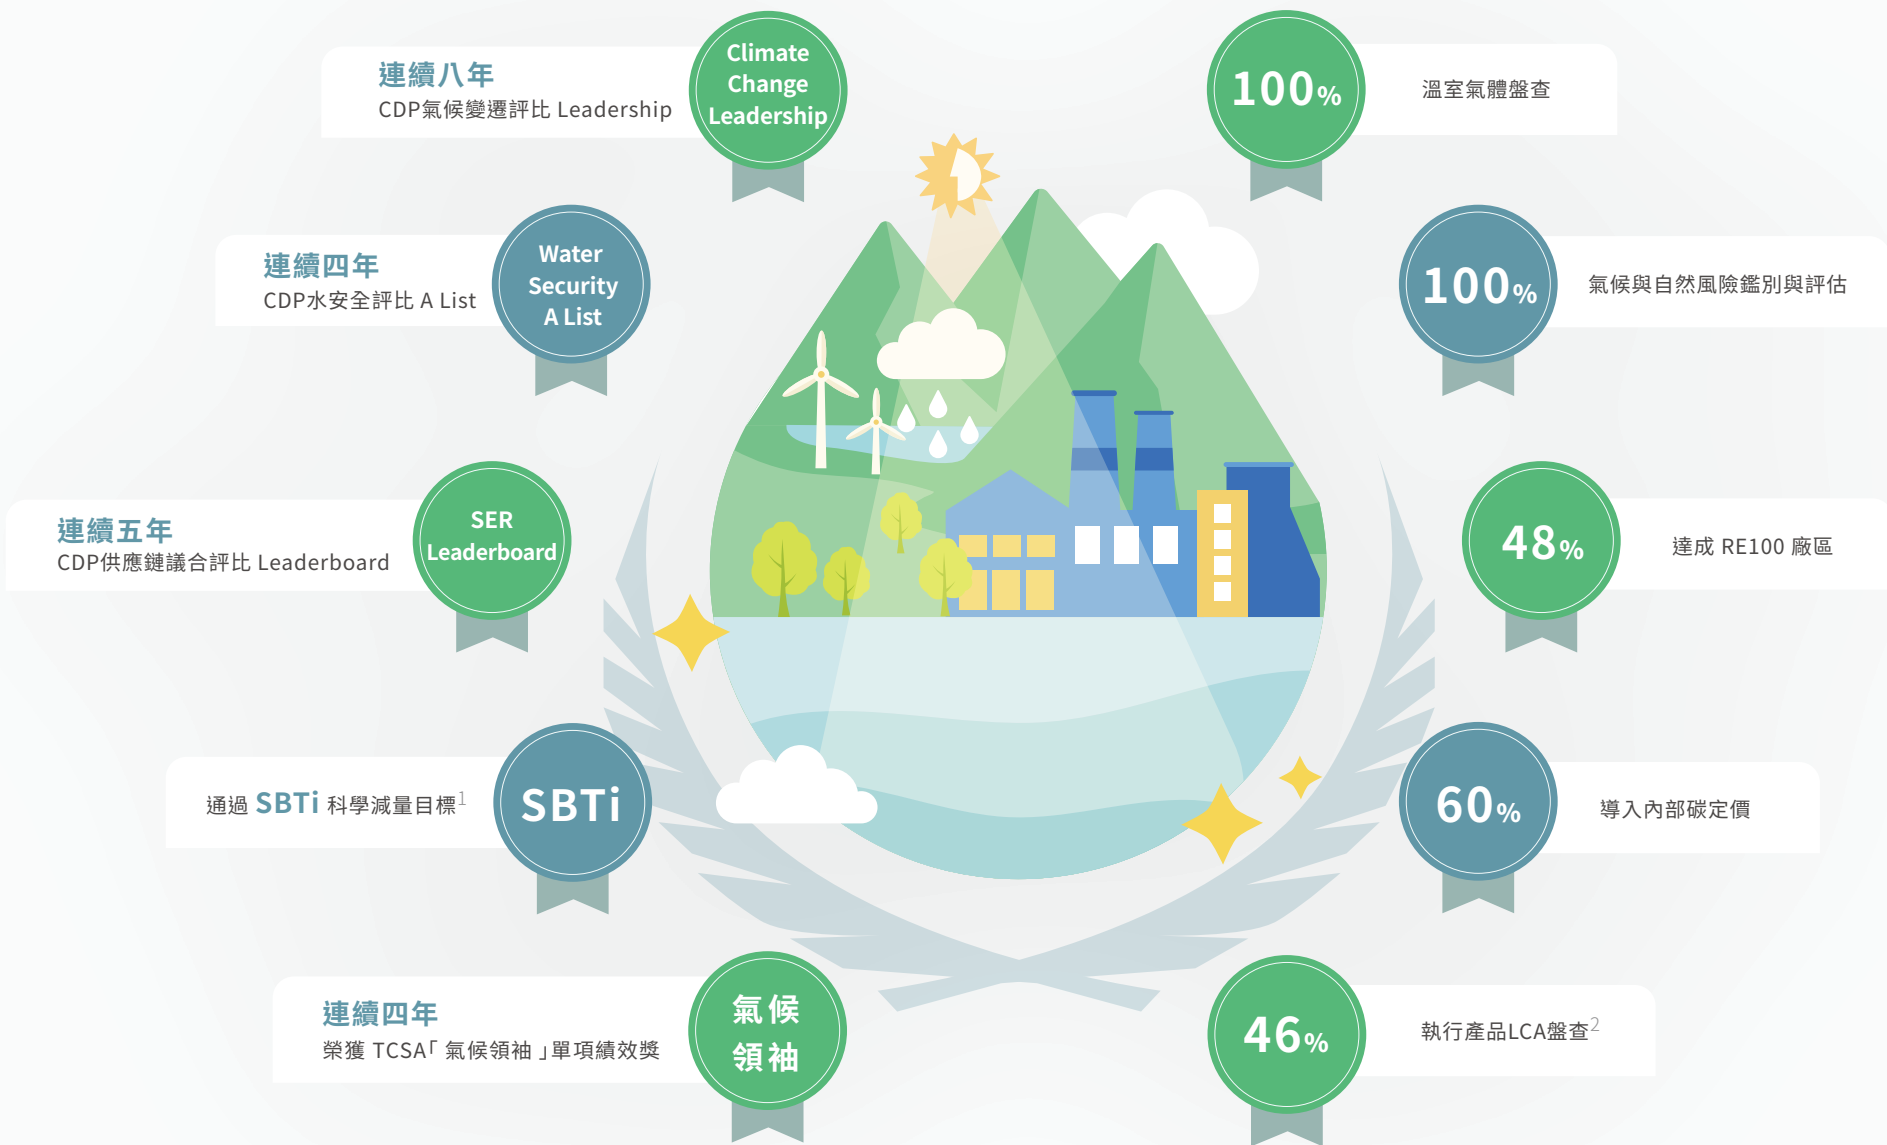 連續八年
CDP氣候變遷評比 Leadership
Climate
Change
Leadership
連續四年
CDP水安全評比 A List
Water
Security
A List
連續五年
CDP供應鏈議合評比 Leaderboard
SER
Leaderboard
通過 SBTi 科學減量目標1
SBTi
連續四年
榮獲 TCSA「 氣候領袖 」單項績效獎
氣候
領袖
100%
溫室氣體盤查
100%
氣候與自然風險鑑別與評估
48%
達成 RE100 廠區
60%
導入內部碳定價
46%
執行產品LCA盤查2